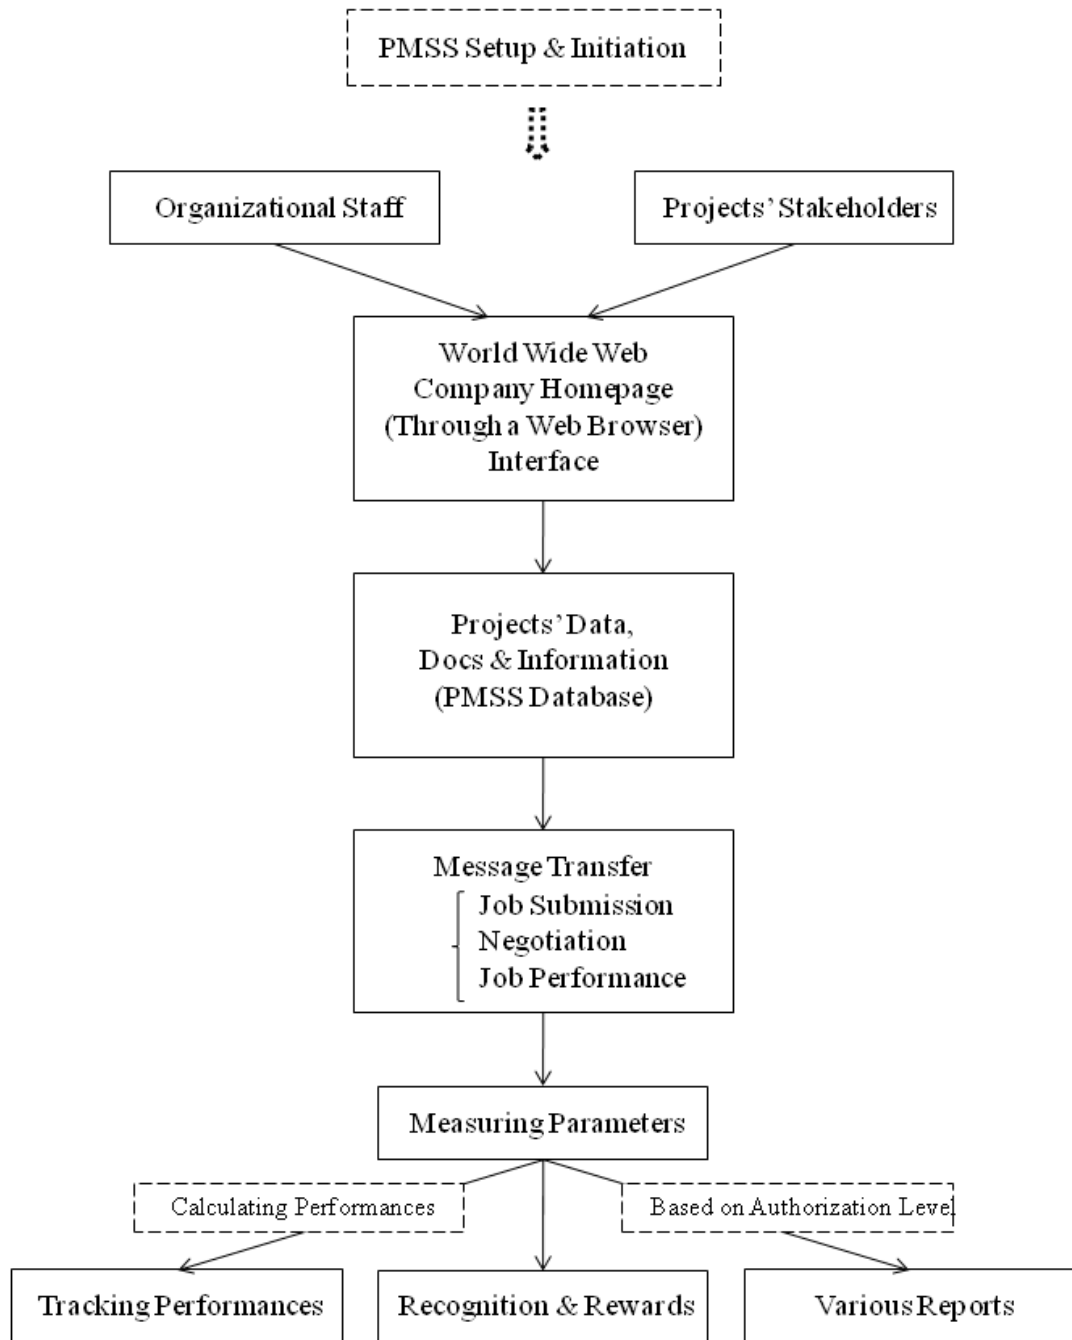 PMSS Setup & Initiation
Organizational Staff
Projects’ Stakeholders
World Wide Web
Company Homepage
(Through a Web Browser)
Interface
Projects’ Data,
Docs & Information
(PMSS Database)
Message Transfer
Job Submission
Negotiation
Job Performance
Measuring Parameters
Calculating Performances
Based on Authorization Level
Tracking Performances
Recognition & Rewards
Various Reports